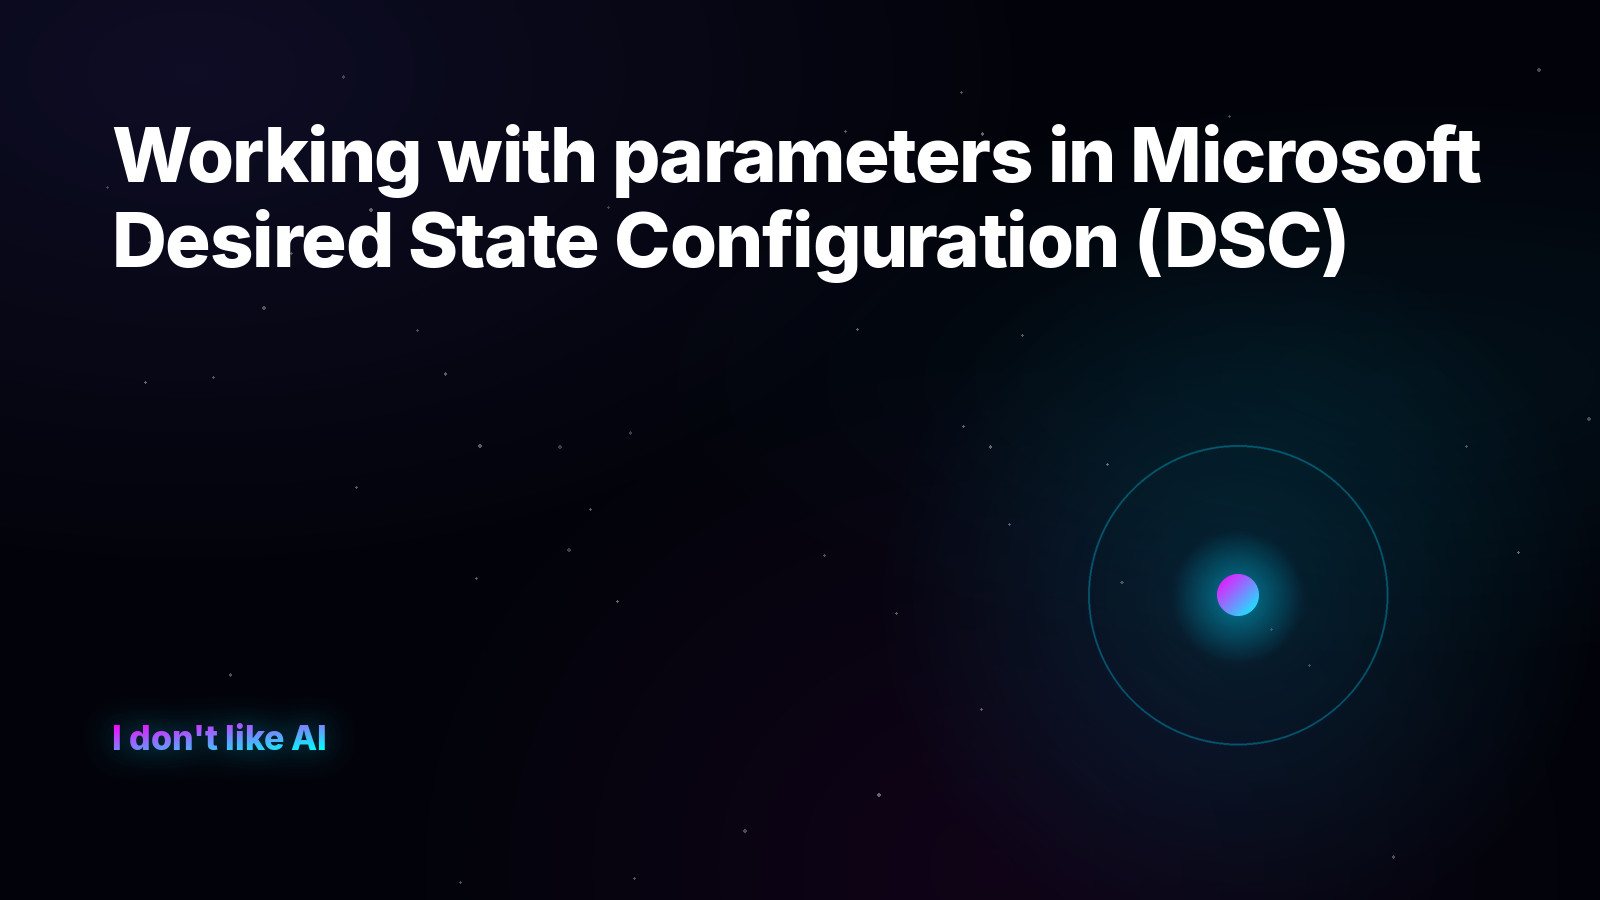 Working with parameters in Microsoft
Desired State Configuration (DSC)
I don't like AI